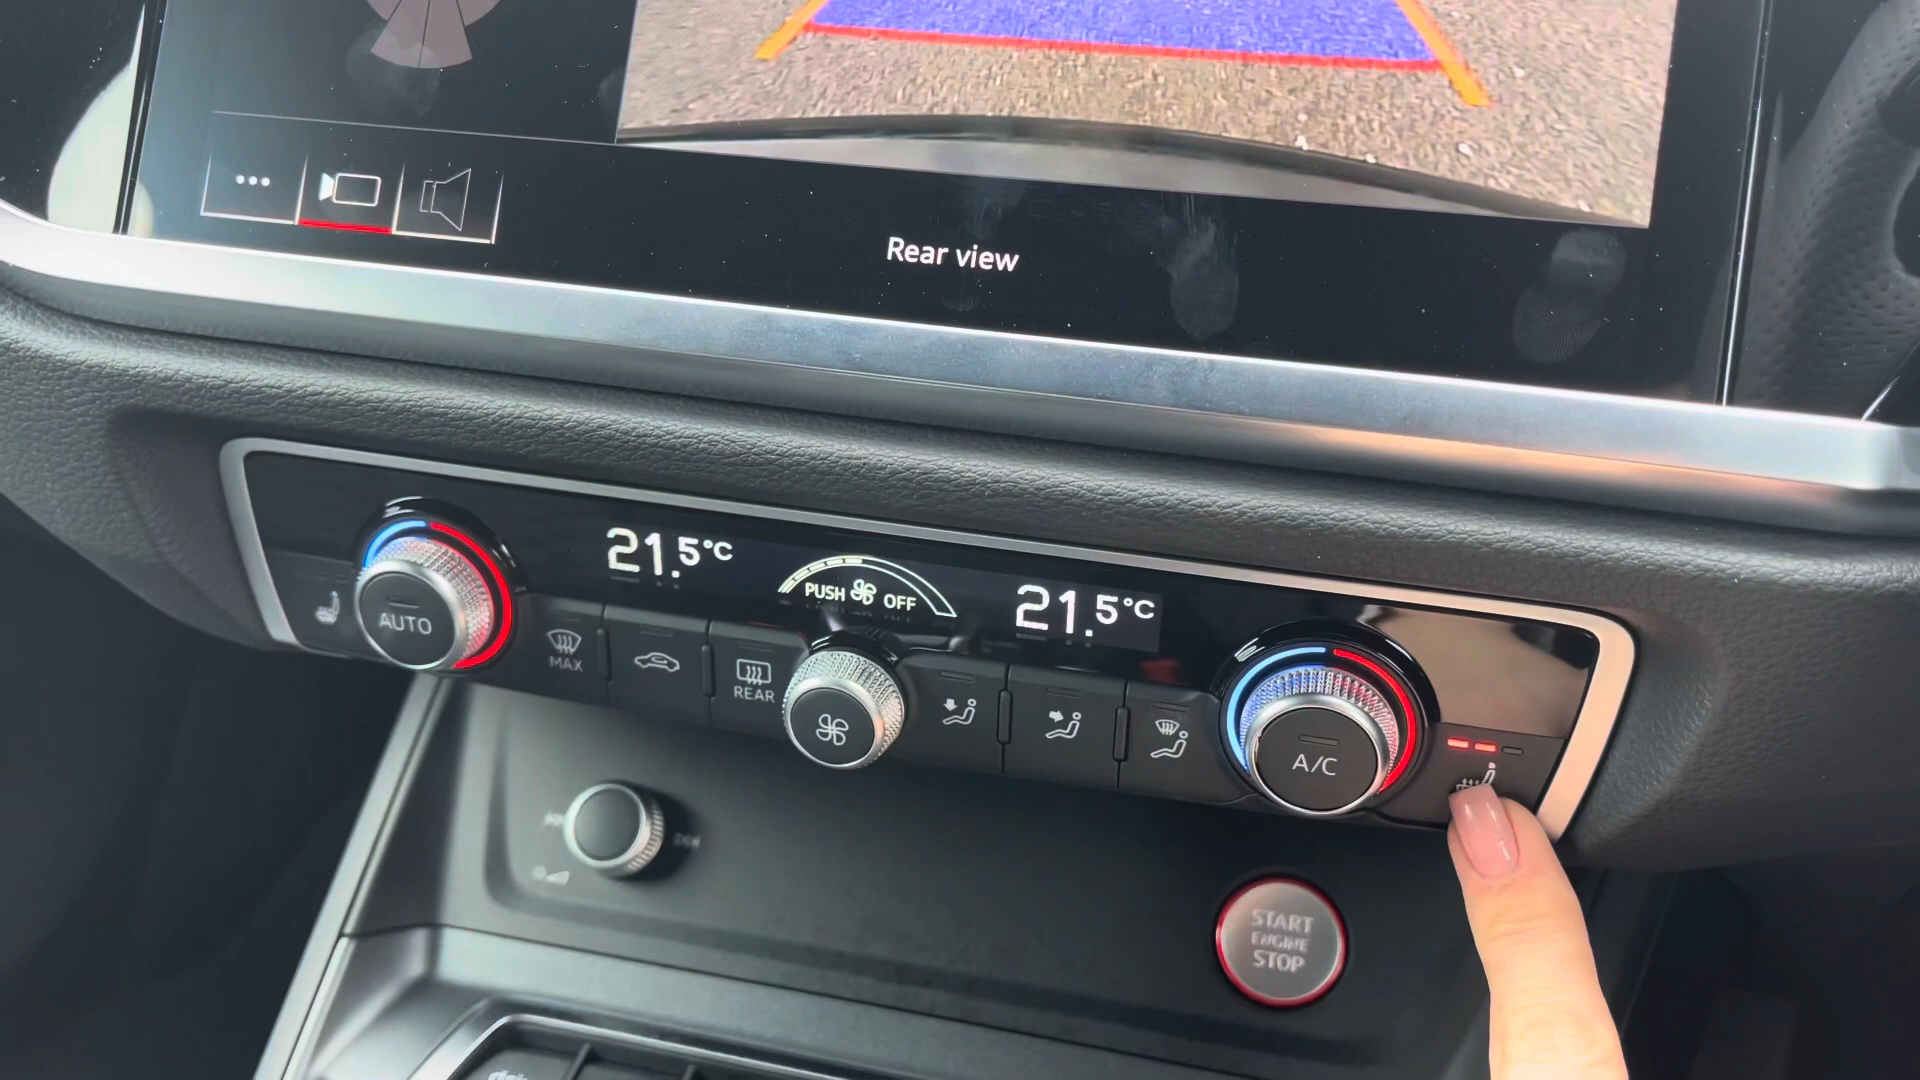 Rear view
21.5°C
PUSH OFF
21.5°C
AUTO
MAX
REAR
A/C
START
ENGINE
STOP